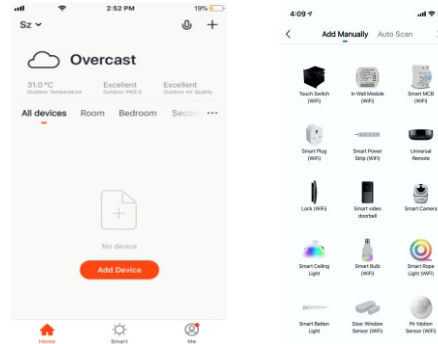 2:52 PM
19%
Sz
Overcast
31.0 °C
Excellent
Excellent
Outdoor Temperature
Outdoor PM2.5
Outdoor Air Quality
All devices
Room
Bedroom
Secon
...
No device
Add Device
Home
Smart
Me
4:09
Add Manually
Auto Scan
Touch Switch
(WiFi)
In Wall Module
(WiFi)
Smart MCB
(WiFi)
Smart Plug
(WiFi)
Smart Power
Strip (WiFi)
Universal
Remote
Lock (WiFi)
Smart video
doorbell
Smart Camera
Smart Ceiling
Light
Smart Bulb
(WiFi)
Smart Rope
Light (WiFi)
Smart Batten
Light
Door Window
Sensor (WiFi)
Pir Motion
Sensor (WiFi)